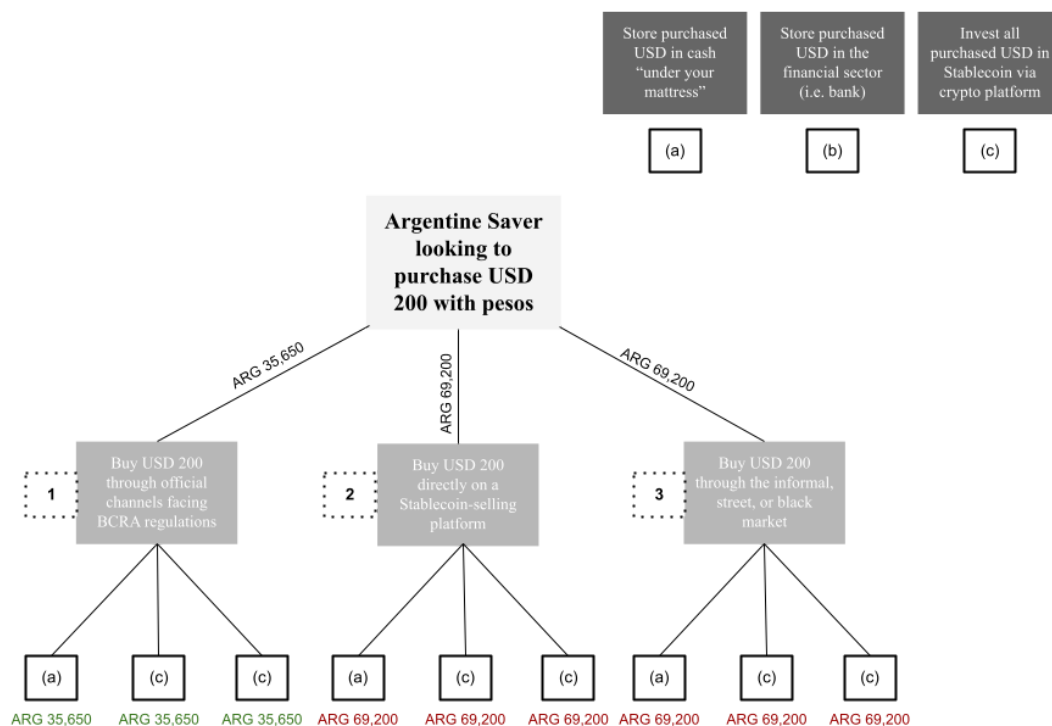 Store purchased
USD in cash
“under your
mattress”
Store purchased
USD in the
financial sector
(i.e. bank)
Invest all
purchased USD in
Stablecoin via
crypto platform
(a)
(b)
(c)
Argentine Saver
looking to
purchase USD
200 with pesos
ARG 35,650
ARG 69,200
ARG 69,200
1
Buy USD 200
through official
channels facing
BCRA regulations
2
Buy USD 200
directly on a
Stablecoin-selling
platform
3
Buy USD 200
through the informal,
street, or black
market
(a)
(c)
(c)
(a)
(c)
(c)
(a)
(c)
(c)
ARG 35,650
ARG 35,650
ARG 35,650
ARG 69,200
ARG 69,200
ARG 69,200
ARG 69,200
ARG 69,200
ARG 69,200